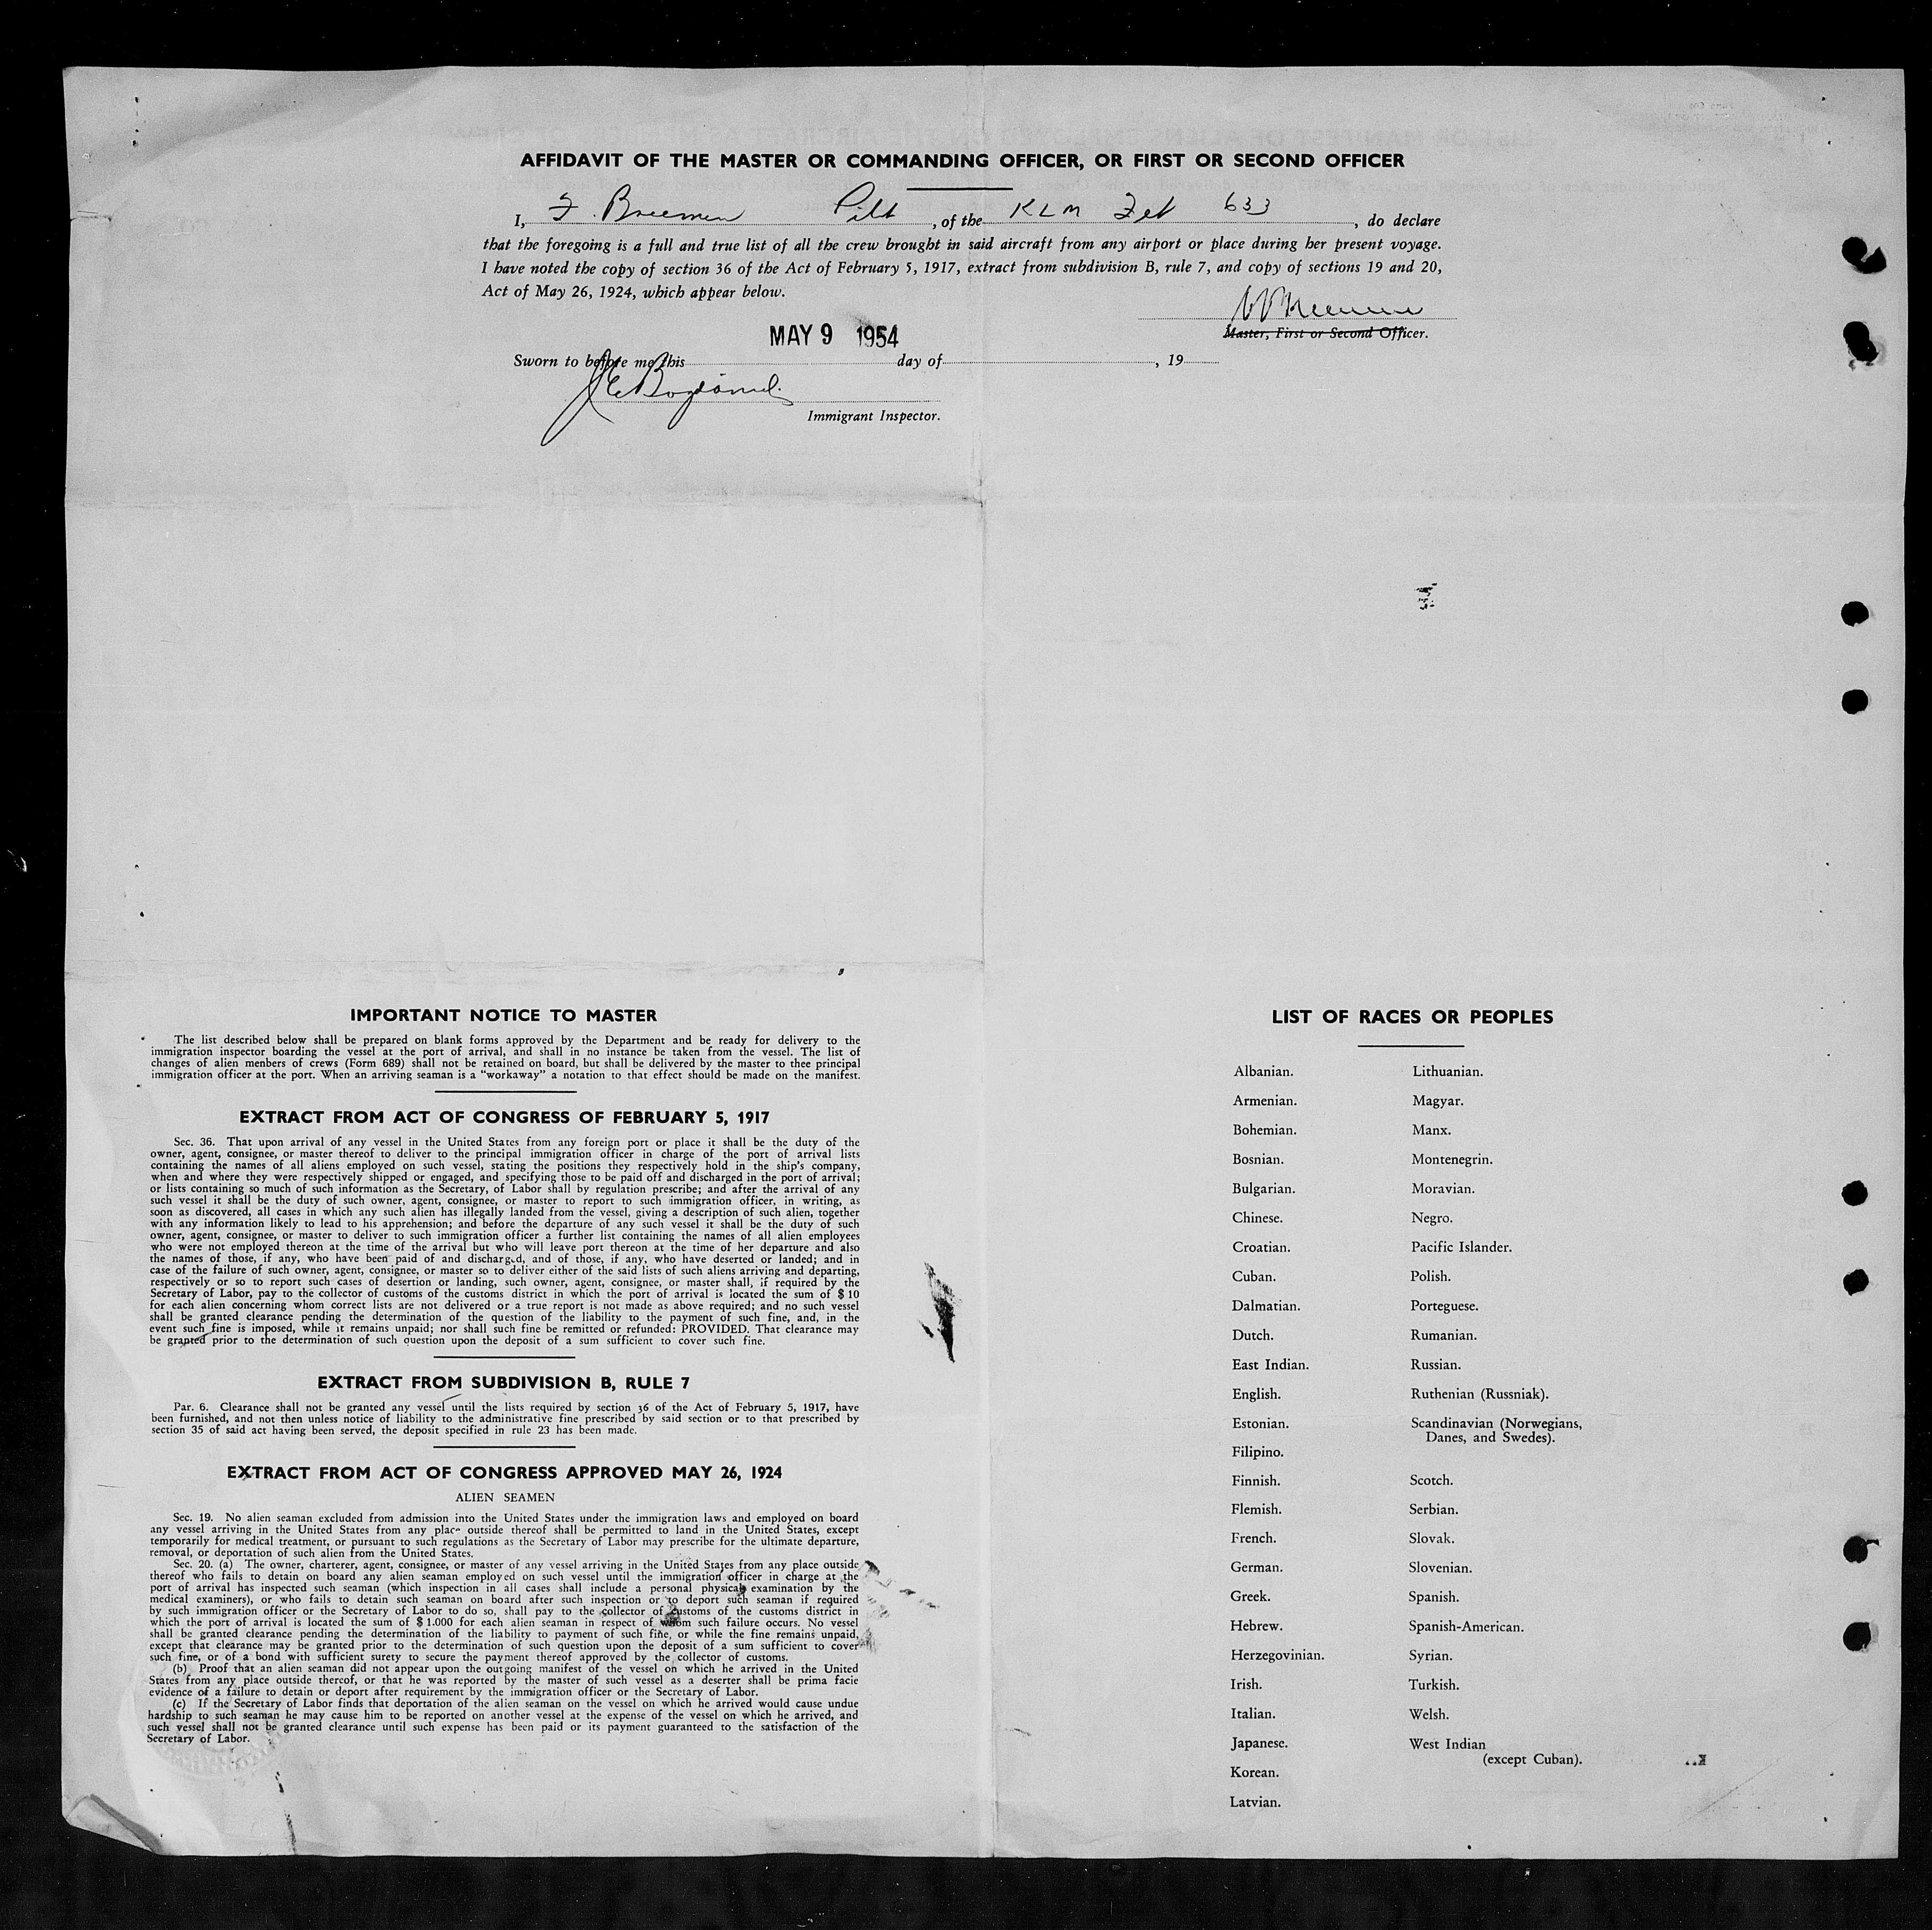 AFFIDAVIT OF THE MASTER OR COMMANDING OFFICER, OR FIRST OR SECOND OFFICER
I, , of the KLM 633, do declare
that the foregoing is a full and true list of all the crew brought in said aircraft from any airport or place during her present voyage.
I have noted the copy of section 36 of the Act of February 5, 1917, extract from subdivision B, rule 7, and copy of sections 19 and 20,
Act of May 26, 1924, which appear below.
Master, First or Second Officer.
MAY 9 1954
Sworn to before me this day of , 19
Immigrant Inspector.
IMPORTANT NOTICE TO MASTER
The list described below shall be prepared on blank forms approved by the Department and be ready for delivery to the
immigration inspector boarding the vessel at the port of arrival, and shall in no instance be taken from the vessel. The list of
changes of alien menbers of crews (Form 689) shall not be retained on board, but shall be delivered by the master to thee principal
immigration officer at the port. When an arriving seaman is a "workaway" a notation to that effect should be made on the manifest.
EXTRACT FROM ACT OF CONGRESS OF FEBRUARY 5, 1917
Sec. 36. That upon arrival of any vessel in the United States from any foreign port or place it shall be the duty of the
owner, agent, consignee, or master thereof to deliver to the principal immigration officer in charge of the port of arrival lists
containing the names of all aliens employed on such vessel, stating the positions they respectively hold in the ship's company,
when and where they were respectively shipped or engaged, and specifying those to be paid off and discharged in the port of arrival;
or lists containing so much of such information as the Secretary, of Labor shall by regulation prescribe; and after the arrival of any
such vessel it shall be the duty of such owner, agent, consignee, or master to report to such immigration officer, in writing, as
soon as discovered, all cases in which any such alien has illegally landed from the vessel, giving a description of such alien, together
with any information likely to lead to his apprehension; and before the departure of any such vessel it shall be the duty of such
owner, agent, consignee, or master to deliver to such immigration officer a further list containing the names of all alien employees
who were not employed thereon at the time of the arrival but who will leave port thereon at the time of her departure and also
the names of those, if any, who have been paid of and discharged, and of those, if any, who have deserted or landed; and in
case of the failure of such owner, agent, consignee, or master so to deliver either of the said lists of such aliens arriving and departing,
respectively or so to report such cases of desertion or landing, such owner, agent, consignee, or master shall, if required by the
Secretary of Labor, pay to the collector of customs of the customs district in which the port of arrival is located the sum of $ 10
for each alien concerning whom correct lists are not delivered or a true report is not made as above required; and no such vessel
shall be granted clearance pending the determination of the question of the liability to the payment of such fine, and, in the
event such fine is imposed, while it remains unpaid; nor shall such fine be remitted or refunded: PROVIDED. That clearance may
be granted prior to the determination of such question upon the deposit of a sum sufficient to cover such fine.
EXTRACT FROM SUBDIVISION B, RULE 7
Par. 6. Clearance shall not be granted any vessel until the lists required by section 36 of the Act of February 5, 1917, have
been furnished, and not then unless notice of liability to the administrative fine prescribed by said section or to that prescribed by
section 35 of said act having been served, the deposit specified in rule 23 has been made.
EXTRACT FROM ACT OF CONGRESS APPROVED MAY 26, 1924
ALIEN SEAMEN
Sec. 19. No alien seaman excluded from admission into the United States under the immigration laws and employed on board
any vessel arriving in the United States from any place outside thereof shall be permitted to land in the United States, except
temporarily for medical treatment, or pursuant to such regulations as the Secretary of Labor may prescribe for the ultimate departure,
removal, or deportation of such alien from the United States.
Sec. 20. (a) The owner, charterer, agent, consignee, or master of any vessel arriving in the United States from any place outside
thereof who fails to detain on board any alien seaman employed on such vessel until the immigration officer in charge at the
port of arrival has inspected such seaman (which inspection in all cases shall include a personal physical examination by the
medical examiners), or who fails to detain such seaman on board after such inspection or to deport such seaman if required
by such immigration officer or the Secretary of Labor to do so, shall pay to the collector of customs of the customs district in
which the port of arrival is located the sum of $ 1.000 for each alien seaman in respect of whom such failure occurs. No vessel
shall be granted clearance pending the determination of the liability to payment of such fine, or while the fine remains unpaid,
except that clearance may be granted prior to the determination of such question upon the deposit of a sum sufficient to cover
such fine, or of a bond with sufficient surety to secure the payment thereof approved by the collector of customs.
(b) Proof that an alien seaman did not appear upon the outgoing manifest of the vessel on which he arrived in the United
States from any place outside thereof, or that he was reported by the master of such vessel as a deserter shall be prima facie
evidence of a failure to detain or deport after requirement by the immigration officer or the Secretary of Labor.
(c) If the Secretary of Labor finds that deportation of the alien seaman on the vessel on which he arrived would cause undue
hardship to such seaman he may cause him to be reported on another vessel at the expense of the vessel on which he arrived, and
such vessel shall not be granted clearance until such expense has been paid or its payment guaranteed to the satisfaction of the
Secretary of Labor.
LIST OF RACES OR PEOPLES
Albanian.
Armenian.
Bohemian.
Bosnian.
Bulgarian.
Chinese.
Croatian.
Cuban.
Dalmatian.
Dutch.
East Indian.
English.
Estonian.
Filipino.
Finnish.
Flemish.
French.
German.
Greek.
Hebrew.
Herzegovinian.
Irish.
Italian.
Japanese.
Korean.
Latvian.
Lithuanian.
Magyar.
Manx.
Montenegrin.
Moravian.
Negro.
Pacific Islander.
Polish.
Porteguese.
Rumanian.
Russian.
Ruthenian (Russniak).
Scandinavian (Norwegians,
Danes, and Swedes).
Scotch.
Serbian.
Slovak.
Slovenian.
Spanish.
Spanish-American.
Syrian.
Turkish.
Welsh.
West Indian
(except Cuban).